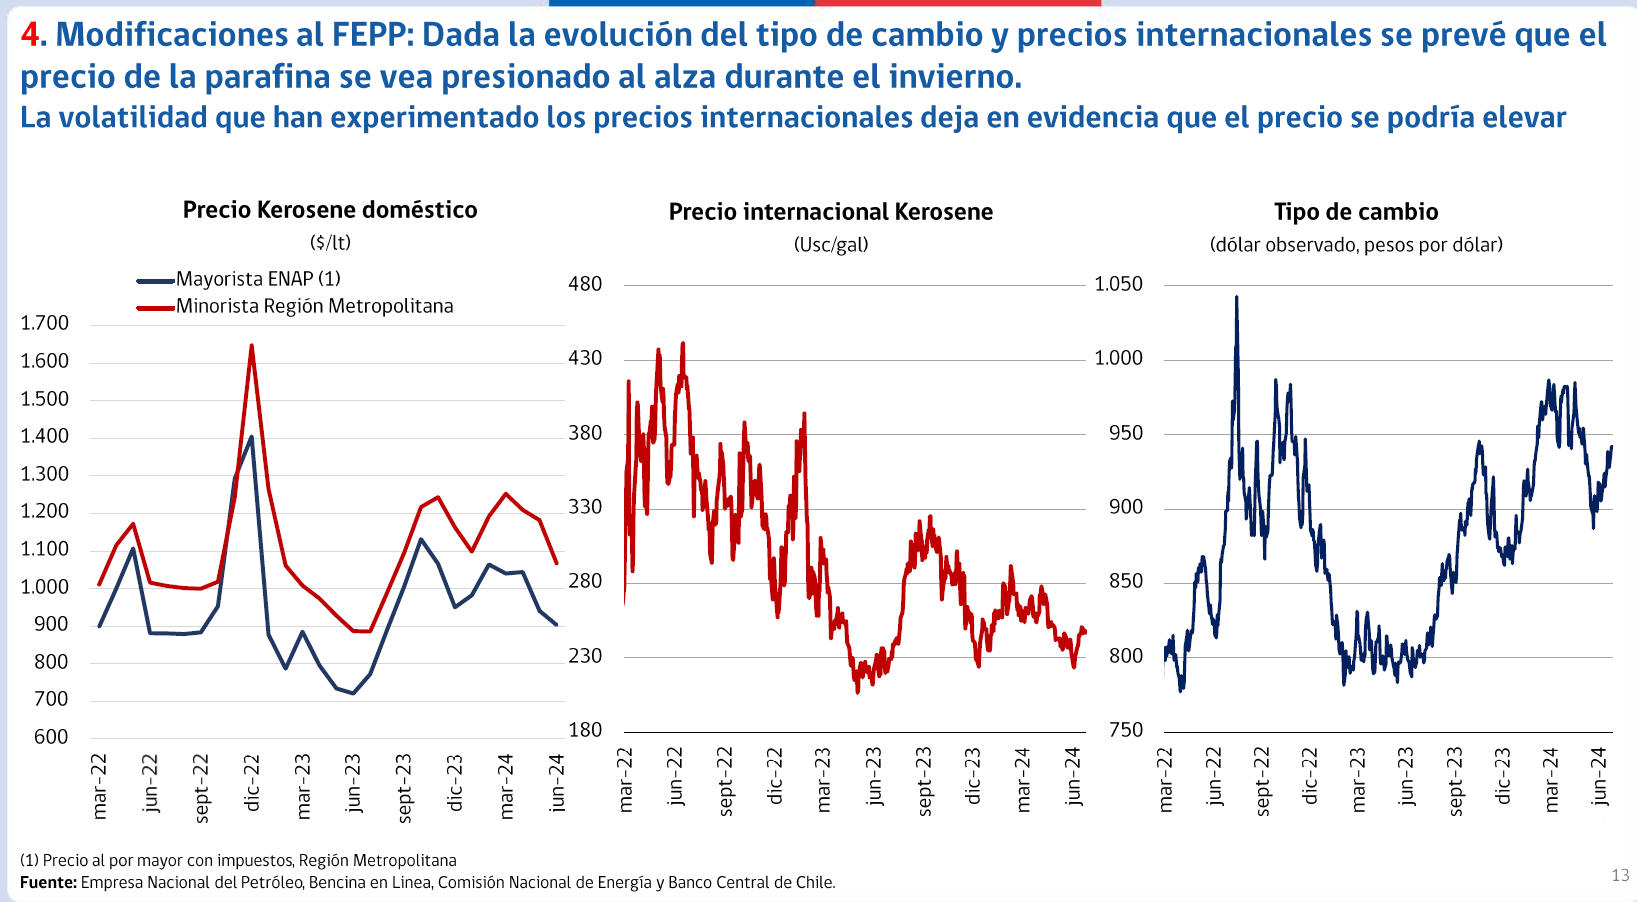 4. Modificaciones al FEPP: Dada la evolución del tipo de cambio y precios internacionales se prevé que el
precio de la parafina se vea presionado al alza durante el invierno.
La volatilidad que han experimentado los precios internacionales deja en evidencia que el precio se podría elevar
Precio Kerosene doméstico
($/lt)
Mayorista ENAP (1)
Minorista Región Metropolitana
1.700
1.600
1.500
1.400
1.300
1.200
1.100
1.000
900
800
700
600
mar-22
jun-22
sept-22
dic-22
mar-23
jun-23
sept-23
dic-23
mar-24
jun-24
Precio internacional Kerosene
(Usc/gal)
480
430
380
330
280
230
180
mar-22
jun-22
sept-22
dic-22
mar-23
jun-23
sept-23
dic-23
mar-24
jun-24
Tipo de cambio
(dólar observado, pesos por dólar)
1.050
1.000
950
900
850
800
750
mar-22
jun-22
sept-22
dic-22
mar-23
jun-23
sept-23
dic-23
mar-24
jun-24
(1) Precio al por mayor con impuestos, Región Metropolitana
Fuente: Empresa Nacional del Petróleo, Bencina en Linea, Comisión Nacional de Energía y Banco Central de Chile.
13